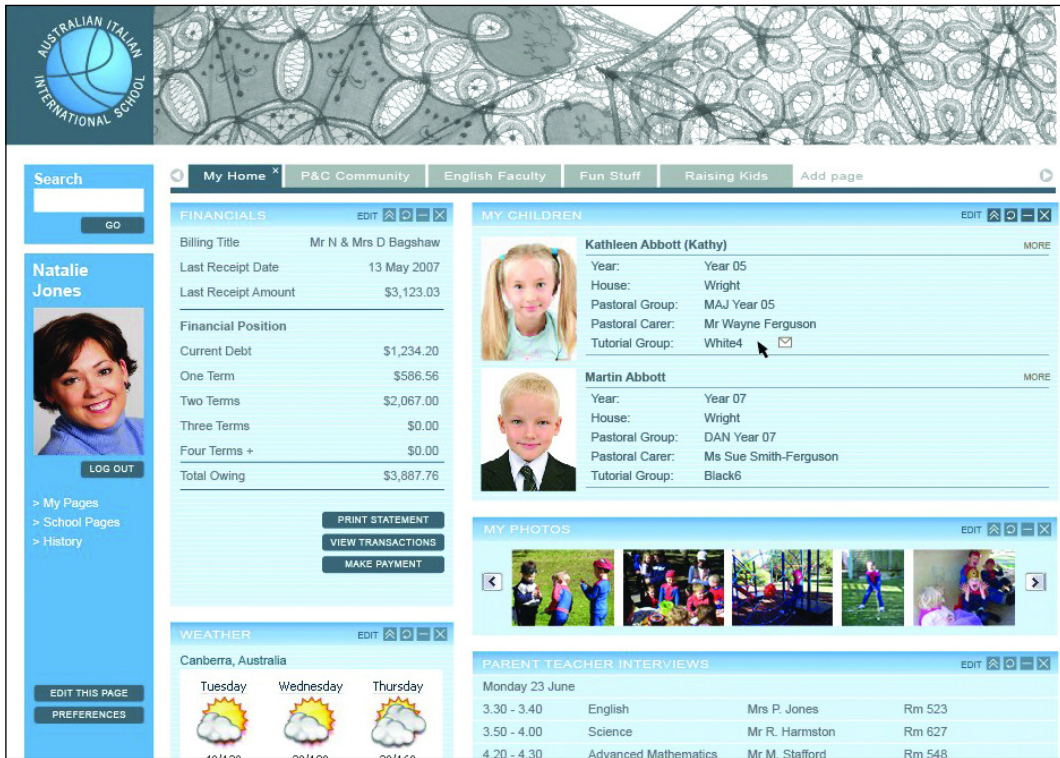 AUSTRALIAN ITALIAN
INTERNATIONAL SCHOOL
Search
GO
Natalie
Jones
LOG OUT
> My Pages
> School Pages
> History
EDIT THIS PAGE
PREFERENCES
My Home × P&C Community English Faculty Fun Stuff Raising Kids Add page
FINANCIALS EDIT
Billing Title Mr N & Mrs D Bagshaw
Last Receipt Date 13 May 2007
Last Receipt Amount $3,123.03
Financial Position
Current Debt $1,234.20
One Term $586.56
Two Terms $2,067.00
Three Terms $0.00
Four Terms + $0.00
Total Owing $3,887.76
PRINT STATEMENT
VIEW TRANSACTIONS
MAKE PAYMENT
WEATHER EDIT
Canberra, Australia
Tuesday Wednesday Thursday
MY CHILDREN EDIT
Kathleen Abbott (Kathy) MORE
Year: Year 05
House: Wright
Pastoral Group: MAJ Year 05
Pastoral Carer: Mr Wayne Ferguson
Tutorial Group: White4
Martin Abbott MORE
Year: Year 07
House: Wright
Pastoral Group: DAN Year 07
Pastoral Carer: Ms Sue Smith-Ferguson
Tutorial Group: Black6
MY PHOTOS EDIT
PARENT TEACHER INTERVIEWS EDIT
Monday 23 June
3.30 - 3.40 English Mrs P. Jones Rm 523
3.50 - 4.00 Science Mr R. Harmston Rm 627
4.20 - 4.30 Advanced Mathematics Mr M. Stafford Rm 548